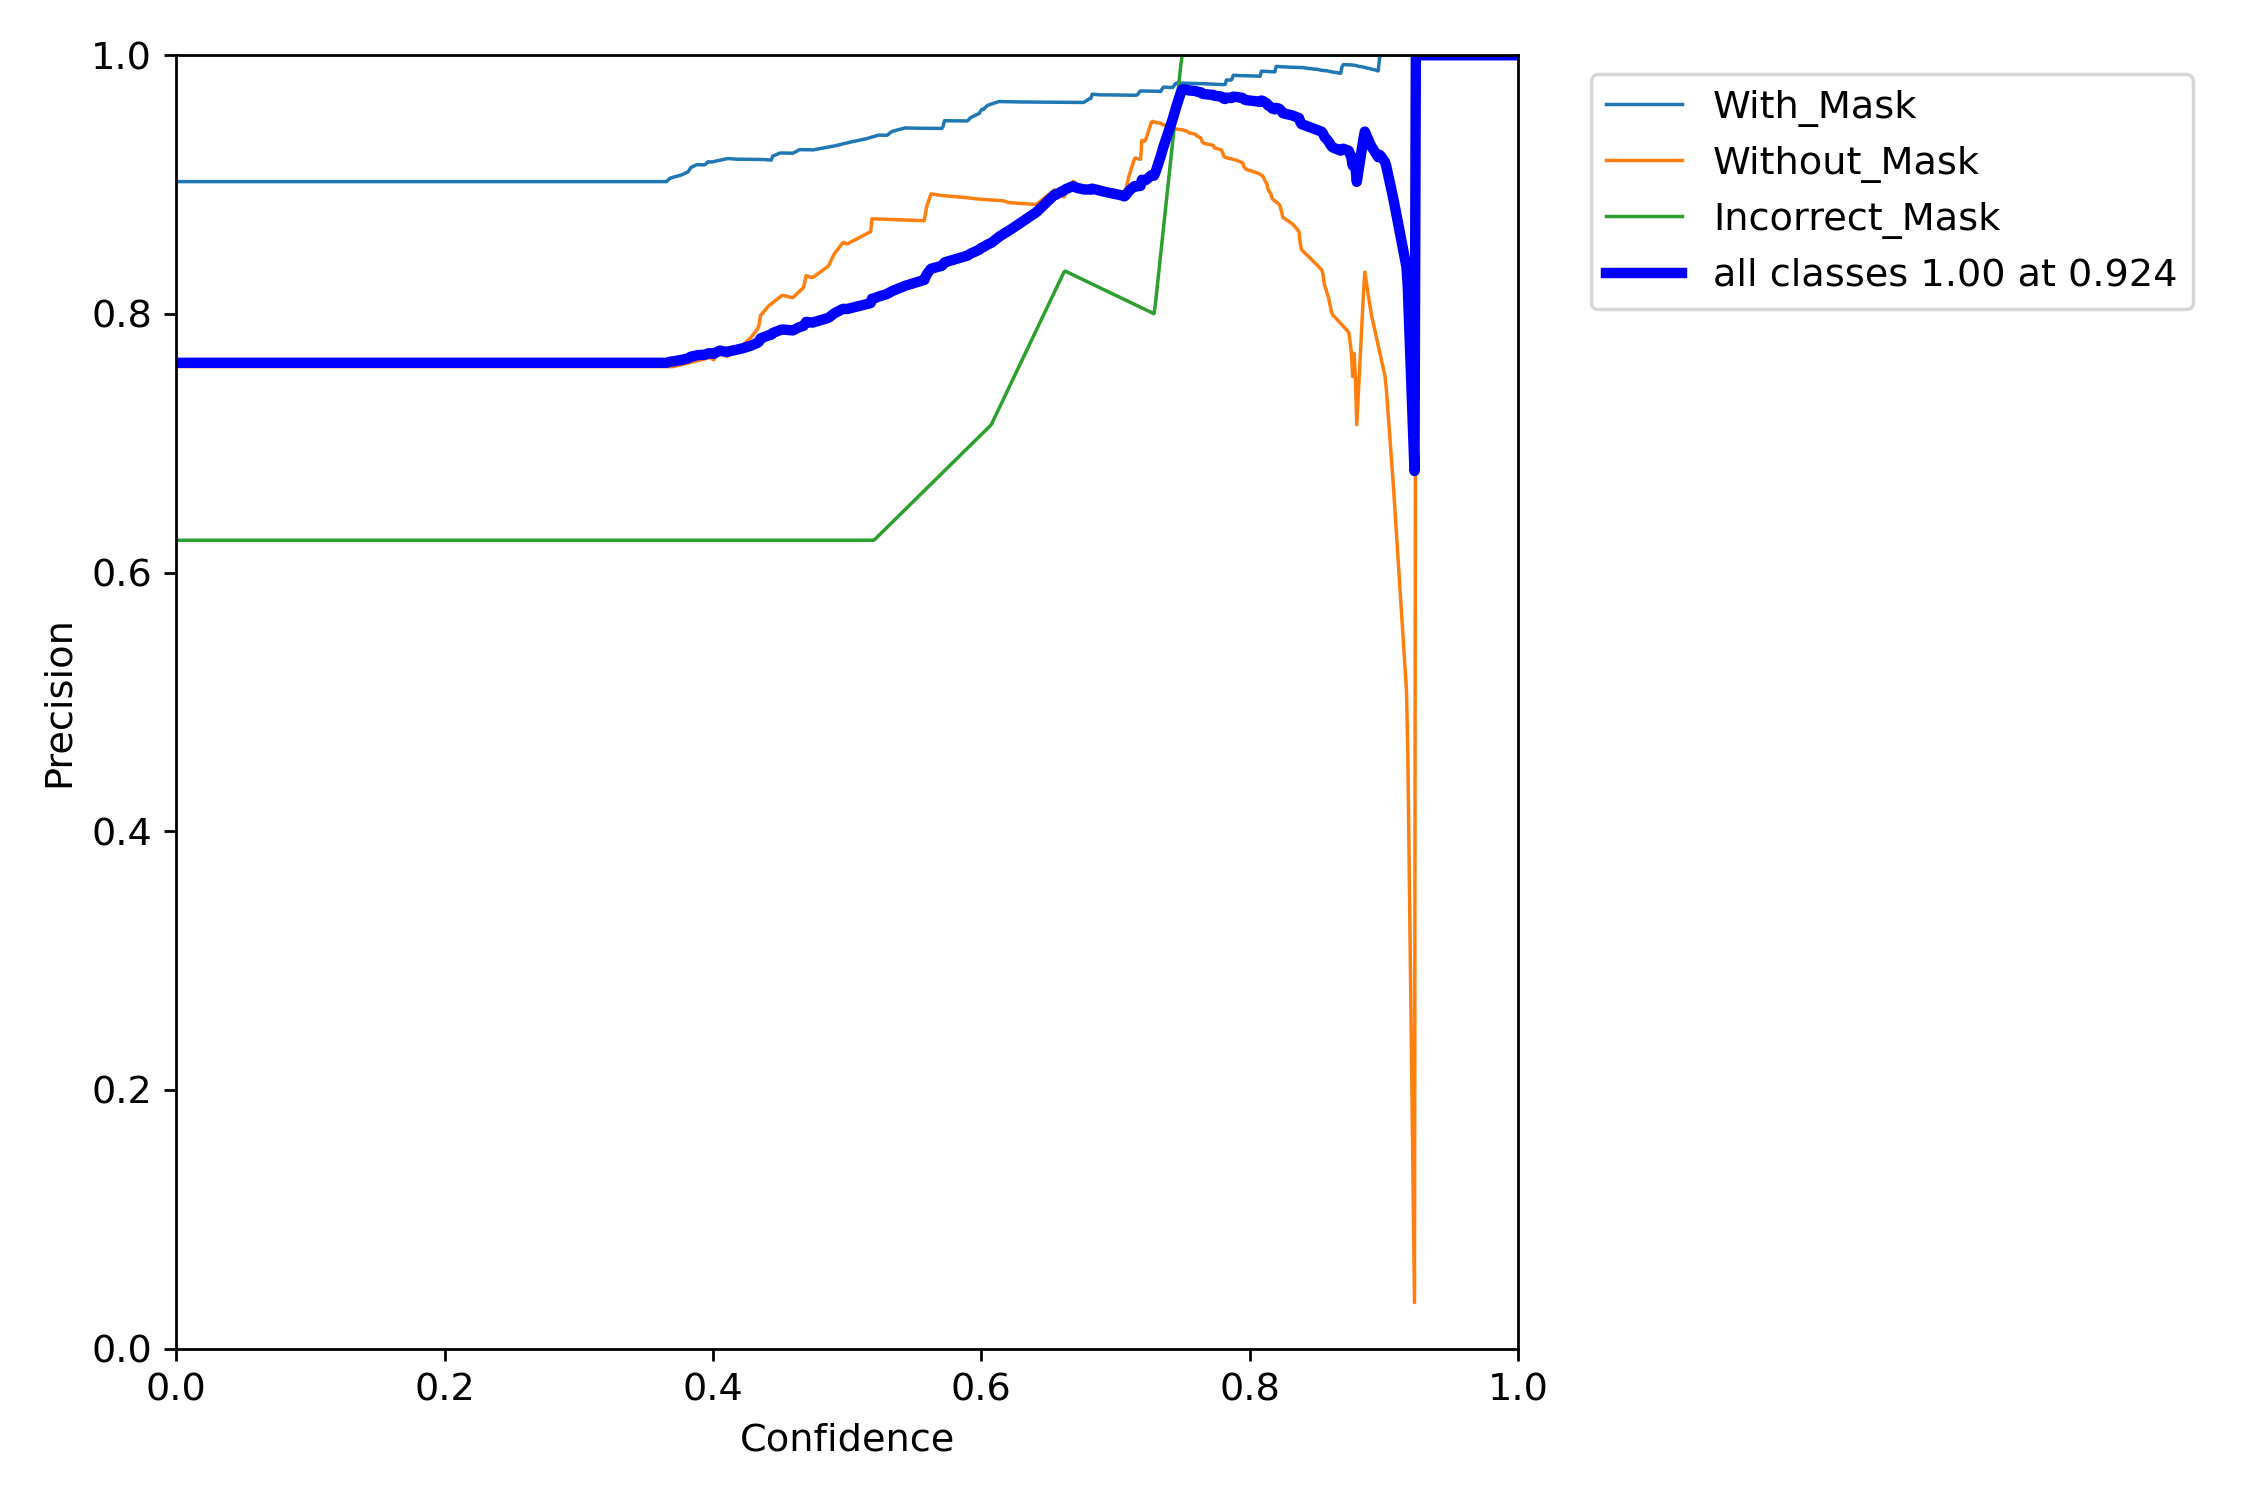 1.0
0.8
0.6
0.4
0.2
0.0
Precision
0.0 0.2 0.4 0.6 0.8 1.0
Confidence
With_Mask
Without_Mask
Incorrect_Mask
all classes 1.00 at 0.924